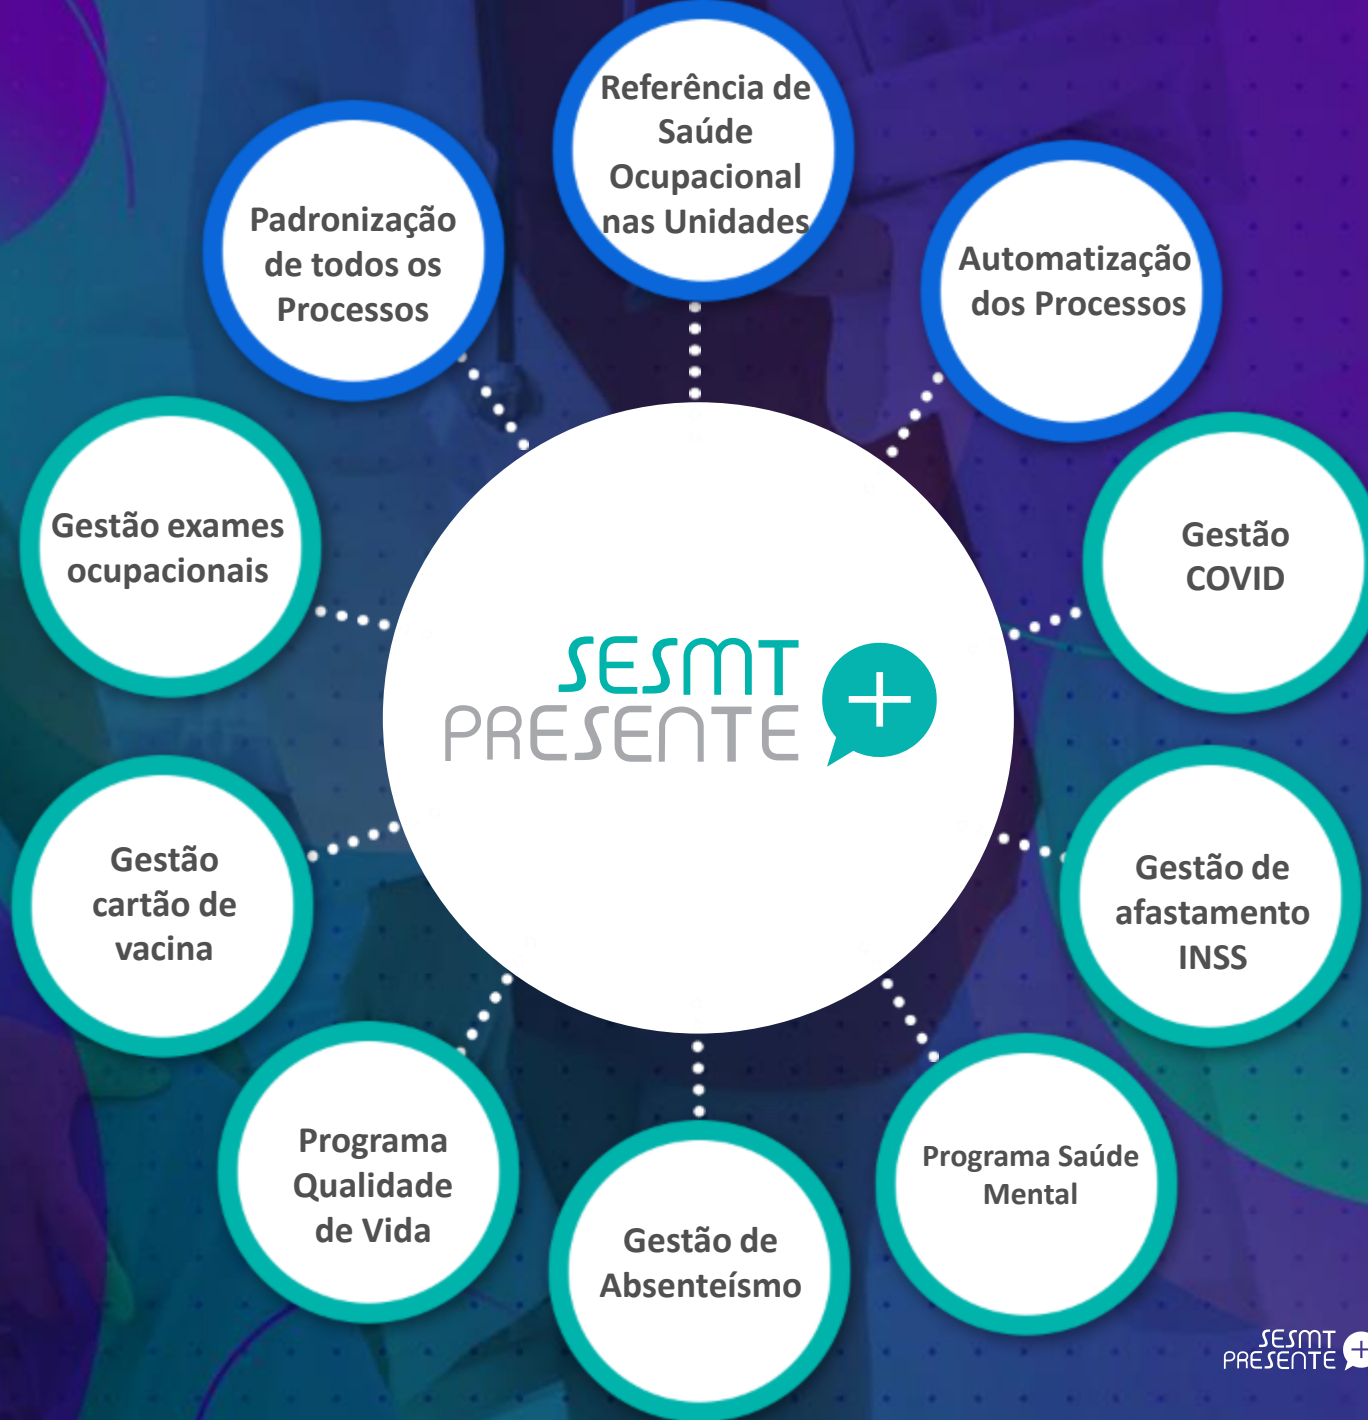 Referência de
Saúde
Ocupacional
nas Unidades
Padronização
de todos os
Processos
Automatização
dos Processos
Gestão exames
ocupacionais
Gestão
COVID
SESMT
PRESENTE
Gestão
cartão de
vacina
Gestão de
afastamento
INSS
Programa
Qualidade
de Vida
Programa Saúde
Mental
Gestão de
Absenteísmo
SESMT
PRESENTE